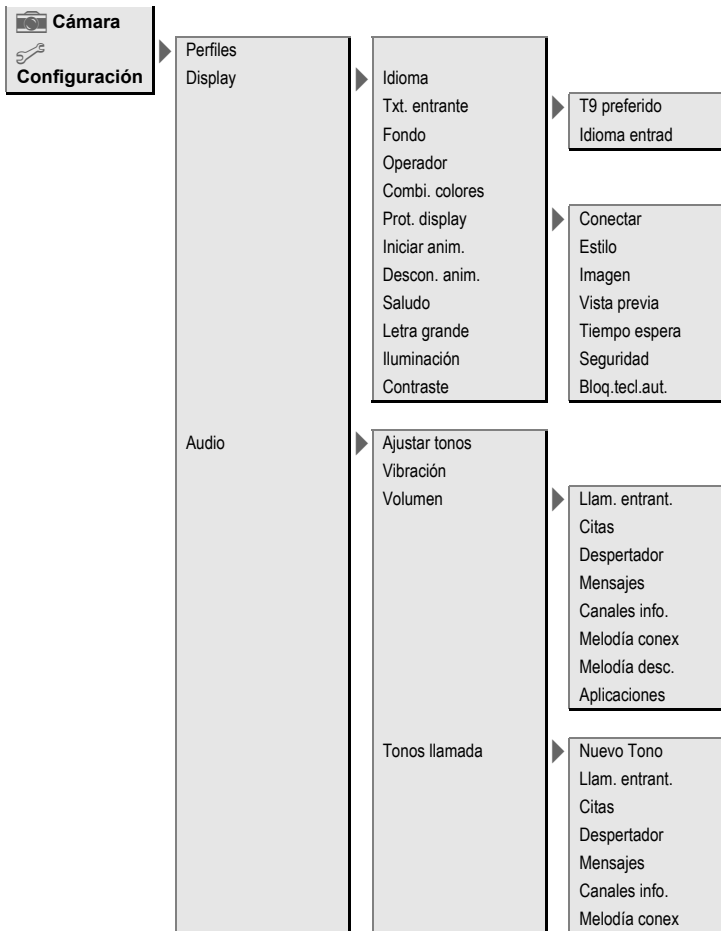 Cámara
Configuración
Perfiles
Display
Idioma
Txt. entrante
T9 preferido
Idioma entrad
Fondo
Operador
Combi. colores
Prot. display
Conectar
Estilo
Imagen
Vista previa
Tiempo espera
Seguridad
Bloq.tecl.aut.
Iniciar anim.
Descon. anim.
Saludo
Letra grande
Iluminación
Contraste
Audio
Ajustar tonos
Vibración
Volumen
Llam. entrant.
Citas
Despertador
Mensajes
Canales info.
Melodía conex
Melodía desc.
Aplicaciones
Tonos llamada
Nuevo Tono
Llam. entrant.
Citas
Despertador
Mensajes
Canales info.
Melodía conex